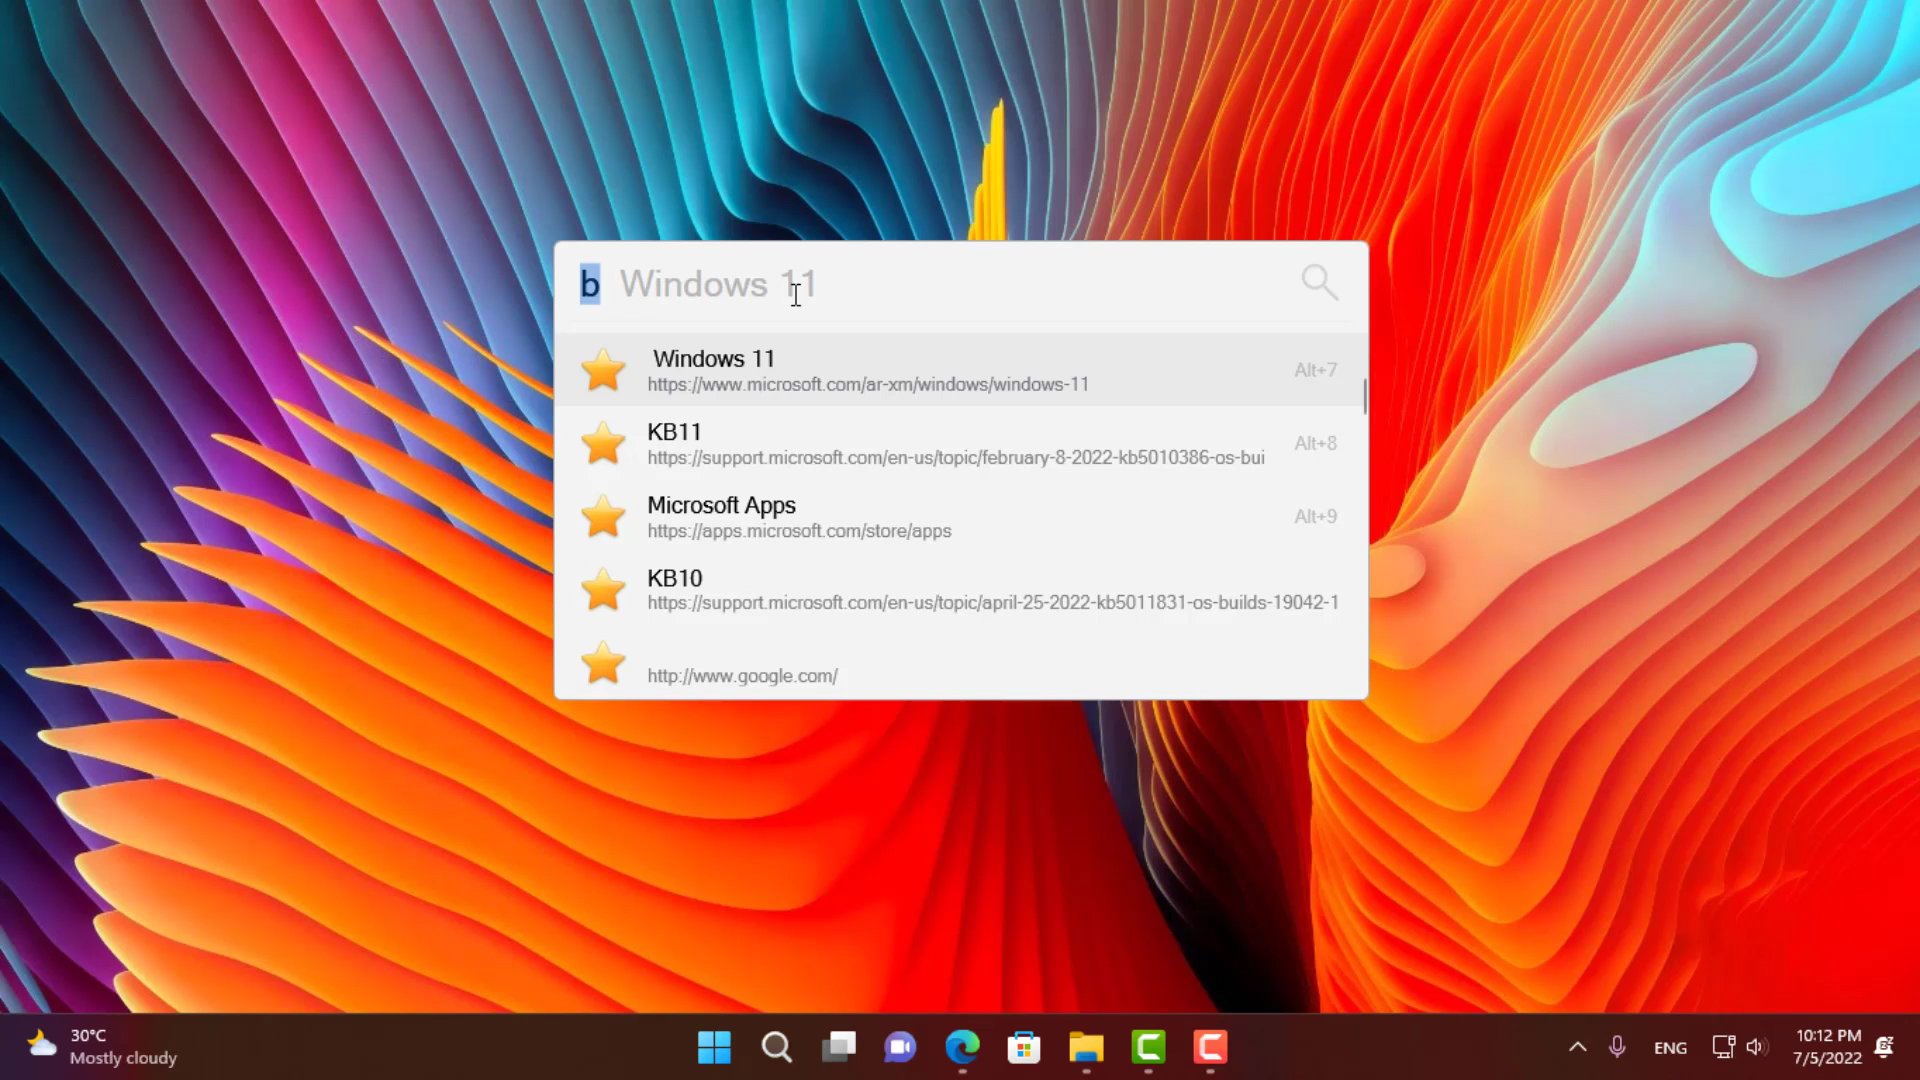 b Windows 11
Windows 11
Alt+7
https://www.microsoft.com/ar-xm/windows/windows-11
KB11
Alt+8
https://support.microsoft.com/en-us/topic/february-8-2022-kb5010386-os-bui
Microsoft Apps
Alt+9
https://apps.microsoft.com/store/apps
KB10
https://support.microsoft.com/en-us/topic/april-25-2022-kb5011831-os-builds-19042-1
http://www.google.com/
30°C
Mostly cloudy
ENG
10:12 PM
7/5/2022